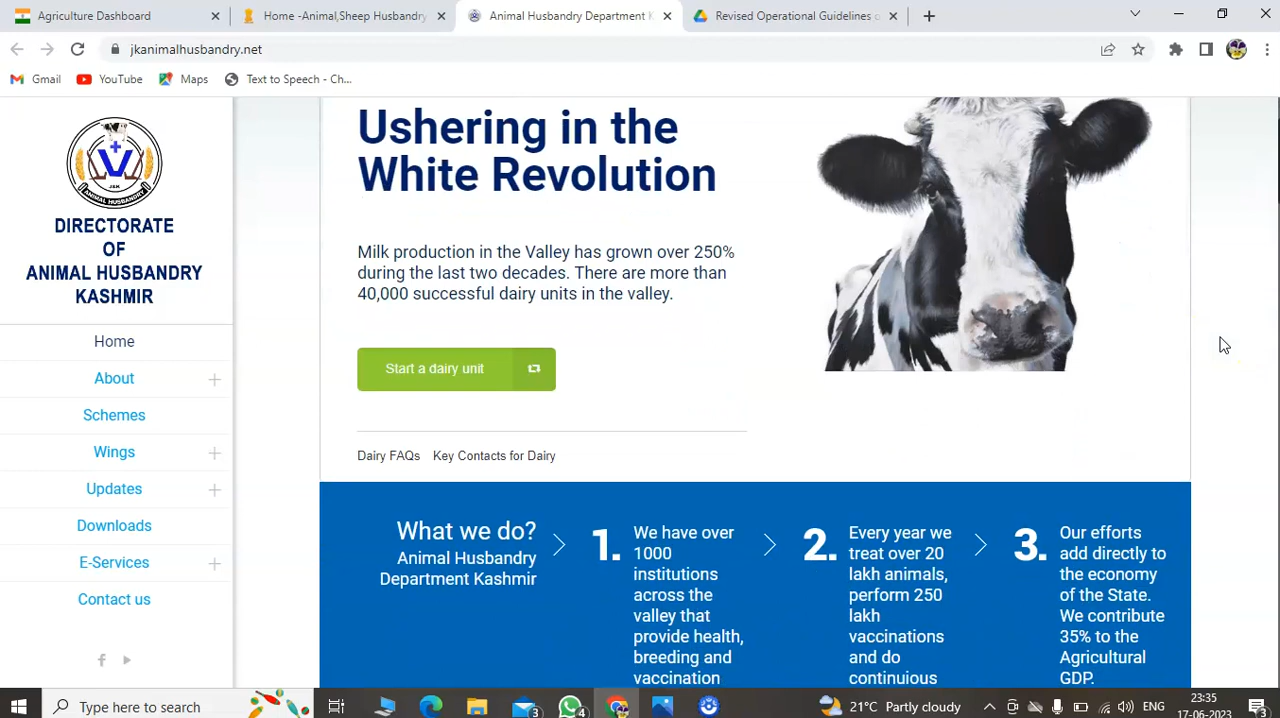 Agriculture Dashboard
Home -Animal,Sheep Husbandry
Animal Husbandry Department K
Revised Operational Guidelines o
jkanimalhusbandry.net
Gmail
YouTube
Maps
Text to Speech - Ch...
V
J&K
ANIMAL HUSBANDRY
DIRECTORATE
OF
ANIMAL HUSBANDRY
KASHMIR
Home
About
Schemes
Wings
Updates
Downloads
E-Services
Contact us
Ushering in the
White Revolution
Milk production in the Valley has grown over 250%
during the last two decades. There are more than
40,000 successful dairy units in the valley.
Start a dairy unit
Dairy FAQs Key Contacts for Dairy
What we do?
Animal Husbandry
Department Kashmir
1.
We have over
1000
institutions
across the
valley that
provide health,
breeding and
vaccination
2.
Every year we
treat over 20
lakh animals,
perform 250
lakh
vaccinations
and do
continuious
3.
Our efforts
add directly to
the economy
of the State.
We contribute
35% to the
Agricultural
GDP.
Type here to search
3
4
21°C Partly cloudy
ENG
23:35
17-06-2023
3